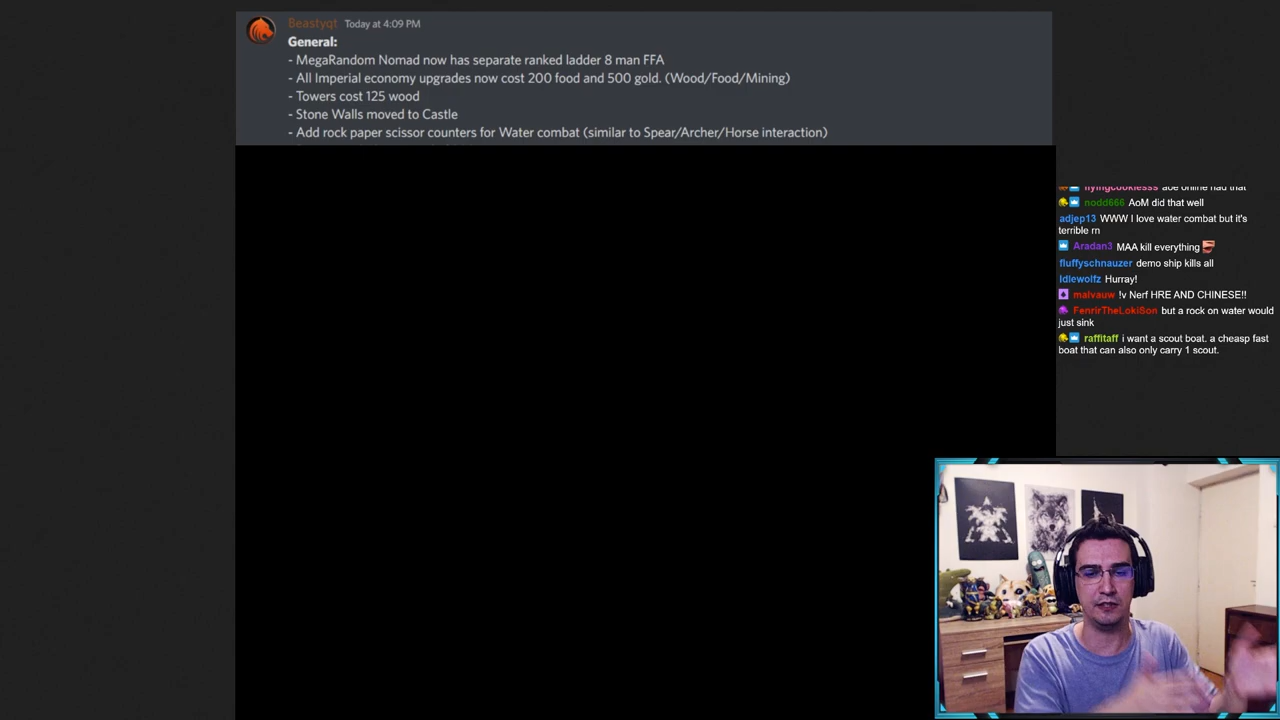 Beastyqt Today at 4:09 PM
General:
- MegaRandom Nomad now has separate ranked ladder 8 man FFA
- All Imperial economy upgrades now cost 200 food and 500 gold. (Wood/Food/Mining)
- Towers cost 125 wood
- Stone Walls moved to Castle
- Add rock paper scissor counters for Water combat (similar to Spear/Archer/Horse interaction)
flyingcookiesss aoe online had that
nodd666 AoM did that well
adjep13 WWW I love water combat but it's
terrible rn
Aradan3 MAA kill everything
fluffyschnauzer demo ship kills all
Idlewolfz Hurray!
malvauw !v Nerf HRE AND CHINESE!!
FenrirTheLokiSon but a rock on water would
just sink
raffitaff i want a scout boat. a cheasp fast
boat that can also only carry 1 scout.